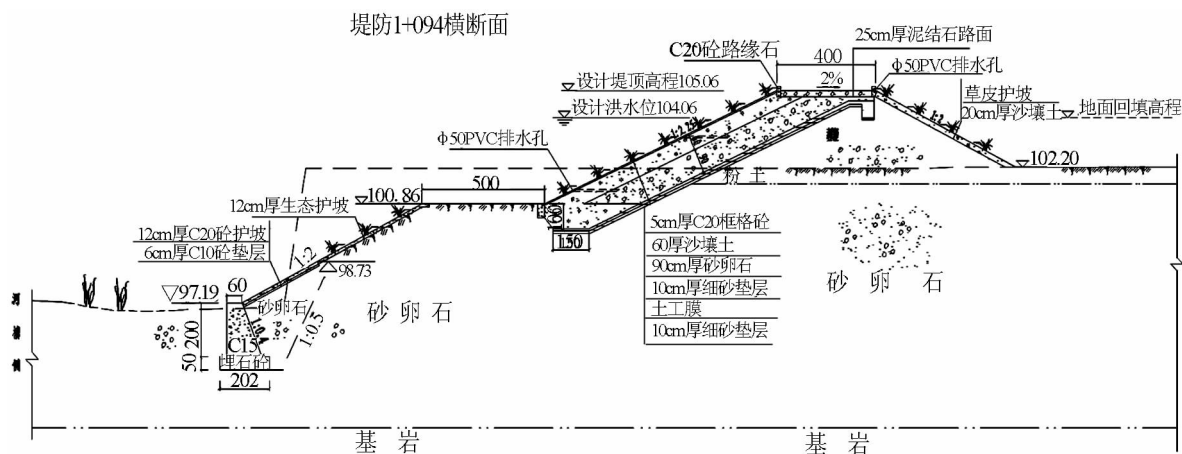 堤防1+094横断面
25cm厚泥结石路面
C20砼路缘石
400
ф50PVC排水孔
2%
设计堤顶高程105.06
草皮护坡
20cm厚沙壤土
地面回填高程
设计洪水位104.06
1:2
ф50PVC排水孔
102.20
粉土
500
100.86
12cm厚生态护坡
12cm厚C20砼护坡
6cm厚C10砼垫层
1:2
98.73
150
5cm厚C20框格砼
60厚沙壤土
90cm厚砂卵石
10cm厚细砂垫层
土工膜
10cm厚细砂垫层
97.19
60
砂卵石
砂卵石
砂卵石
1:0.5
200
50
C15
埋石砼
202
基岩
基岩